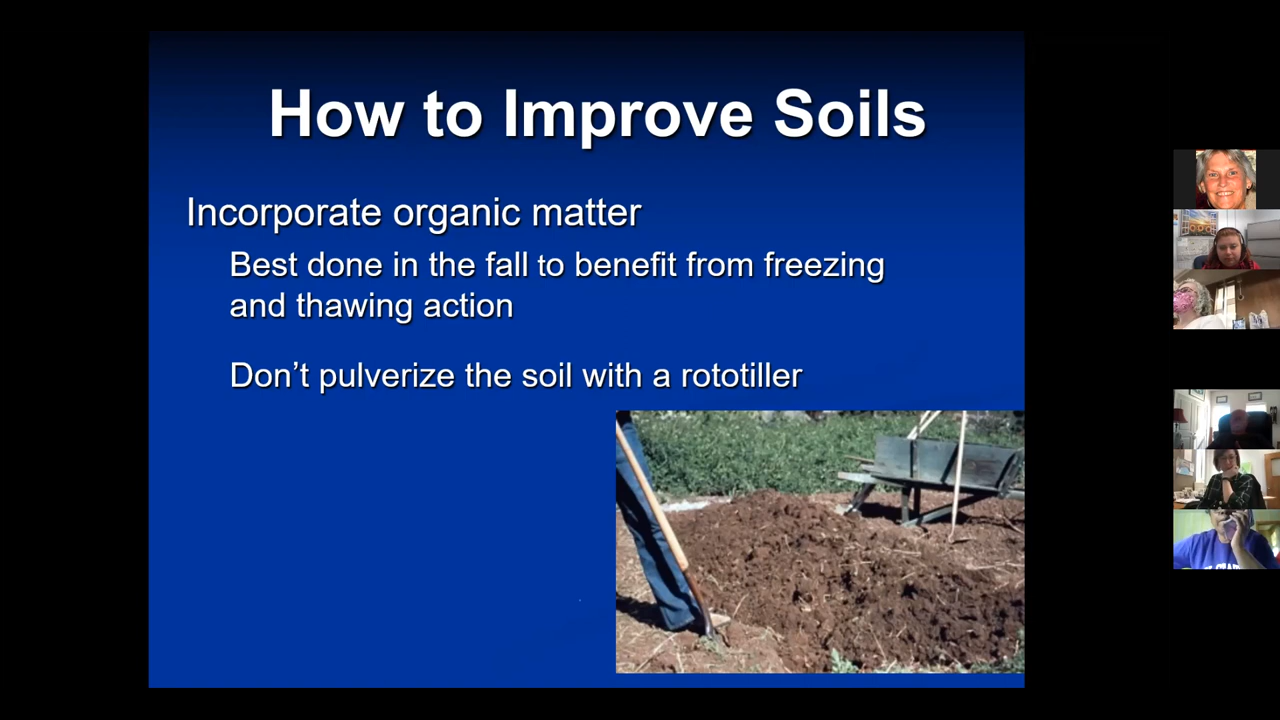 How to Improve Soils
Incorporate organic matter
Best done in the fall to benefit from freezing
and thawing action
Don’t pulverize the soil with a rototiller